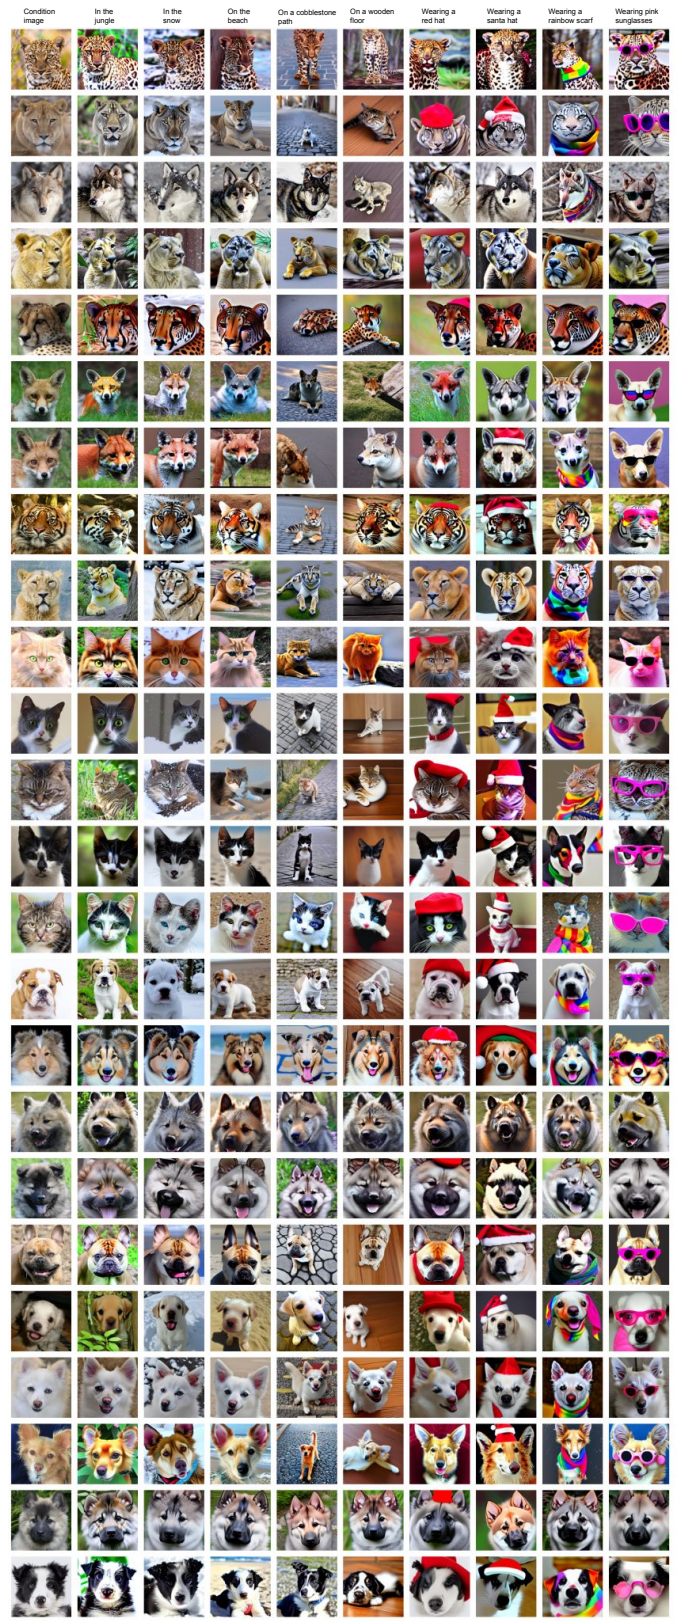 Condition
image
In the
jungle
In the
snow
On the
beach
On a cobblestone
path
On a wooden
floor
Wearing a
red hat
Wearing a
santa hat
Wearing a
rainbow scarf
Wearing pink
sunglasses